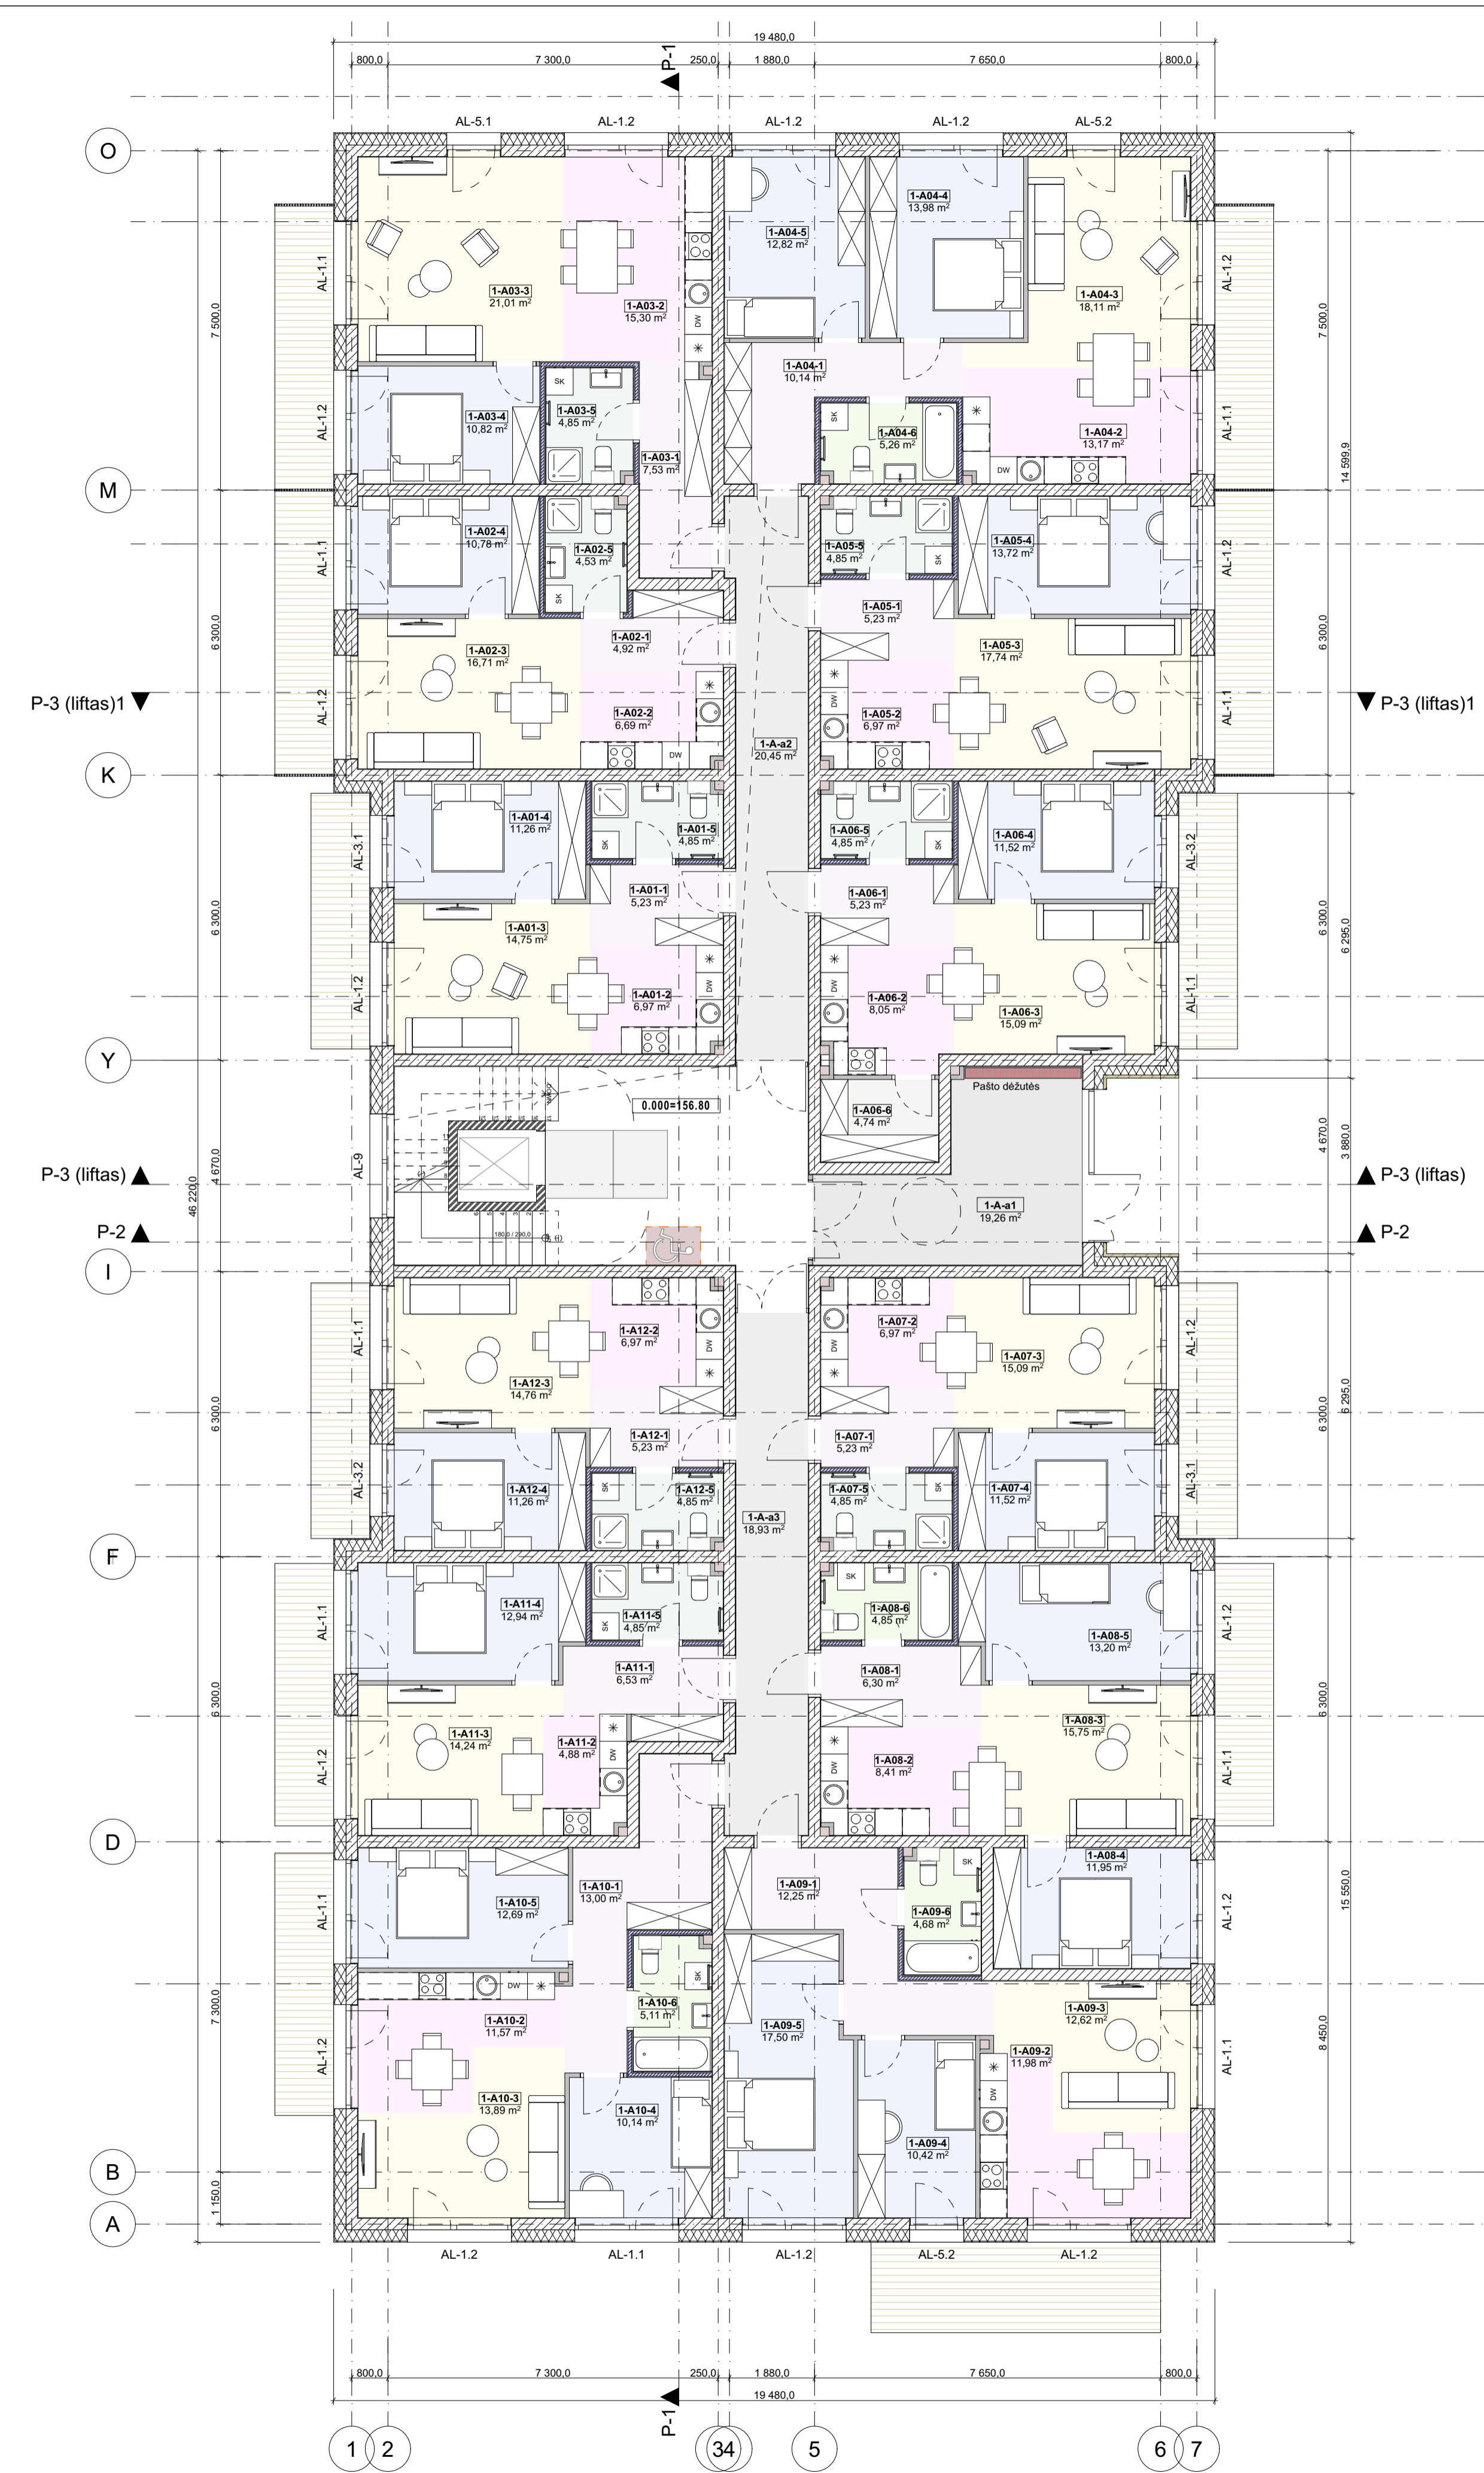 19 480,0
800,0
7 300,0
250,0
1 880,0
7 650,0
800,0
P-1
AL-5.1
AL-1.2
AL-1.2
AL-1.2
AL-5.2
O
1-A03-3
21,01 m²
1-A03-2
15,30 m²
1-A04-5
12,82 m²
1-A04-4
13,98 m²
1-A04-3
18,11 m²
AL-1.1
AL-1.2
7 500,0
7 500,0
DW
1-A04-1
10,14 m²
1-A03-4
10,82 m²
SK
1-A03-5
4,85 m²
1-A03-1
7,53 m²
SK
1-A04-6
5,26 m²
1-A04-2
13,17 m²
DW
AL-1.2
AL-1.1
14 599,9
M
1-A02-4
10,78 m²
1-A02-5
4,53 m²
SK
1-A05-5
4,85 m²
SK
1-A05-4
13,72 m²
AL-1.1
AL-1.2
6 300,0
6 300,0
1-A02-3
16,71 m²
1-A02-1
4,92 m²
1-A05-1
5,23 m²
1-A05-3
17,74 m²
1-A02-2
6,69 m²
DW
1-A-a2
20,45 m²
DW
1-A05-2
6,97 m²
AL-1.2
AL-1.1
P-3 (liftas)1
P-3 (liftas)1
K
1-A01-4
11,26 m²
SK
1-A01-5
4,85 m²
1-A06-5
4,85 m²
SK
1-A06-4
11,52 m²
AL-3.1
AL-3.2
1-A01-1
5,23 m²
1-A06-1
5,23 m²
6 300,0
6 300,0
6 295,0
1-A01-3
14,75 m²
1-A01-2
6,97 m²
DW
DW
1-A06-2
8,05 m²
1-A06-3
15,09 m²
AL-1.2
AL-1.1
Y
0.000=156.80
Pašto dėžutės
1-A06-6
4,74 m²
AL-9
4 670,0
4 670,0
3 880,0
46 220,0
P-3 (liftas)
P-3 (liftas)
1-A-a1
19,26 m²
180,0 / 290,0
P-2
P-2
I
1-A12-2
6,97 m²
DW
1-A12-3
14,76 m²
1-A07-2
6,97 m²
DW
1-A07-3
15,09 m²
AL-1.1
AL-1.2
6 300,0
6 300,0
6 295,0
1-A12-1
5,23 m²
1-A07-1
5,23 m²
1-A12-4
11,26 m²
SK
1-A12-5
4,85 m²
1-A07-5
4,85 m²
SK
1-A07-4
11,52 m²
AL-3.2
AL-3.1
1-A-a3
18,93 m²
F
1-A11-4
12,94 m²
SK
1-A11-5
4,85 m²
SK
1-A08-6
4,85 m²
1-A08-5
13,20 m²
AL-1.1
AL-1.2
1-A11-1
6,53 m²
1-A08-1
6,30 m²
6 300,0
6 300,0
1-A11-3
14,24 m²
1-A11-2
4,88 m²
DW
DW
1-A08-2
8,41 m²
1-A08-3
15,75 m²
AL-1.2
AL-1.1
D
1-A10-5
12,69 m²
1-A10-1
13,00 m²
1-A09-1
12,25 m²
SK
1-A09-6
4,68 m²
1-A08-4
11,95 m²
AL-1.1
AL-1.2
15 550,0
DW
SK
1-A10-6
5,11 m²
1-A10-2
11,57 m²
1-A09-5
17,50 m²
1-A09-3
12,62 m²
1-A09-2
11,98 m²
DW
7 300,0
8 450,0
AL-1.2
AL-1.1
1-A10-3
13,89 m²
1-A10-4
10,14 m²
1-A09-4
10,42 m²
B
1 150,0
A
AL-1.2
AL-1.1
AL-1.2
AL-5.2
AL-1.2
800,0
7 300,0
250,0
1 880,0
7 650,0
800,0
19 480,0
P-1
1
2
34
5
6
7